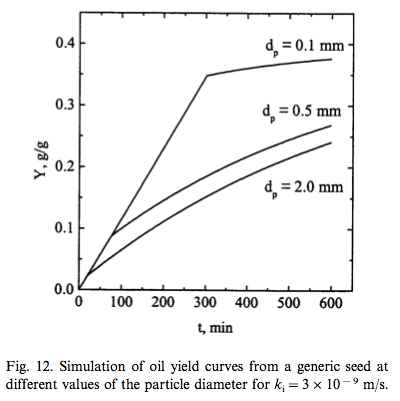 0.4
d_p = 0.1 mm
0.3
d_p = 0.5 mm
Y, g/g
0.2
d_p = 2.0 mm
0.1
0.0
0 100 200 300 400 500 600
t, min
Fig. 12. Simulation of oil yield curves from a generic seed at
different values of the particle diameter for k_i = 3 × 10⁻⁹ m/s.